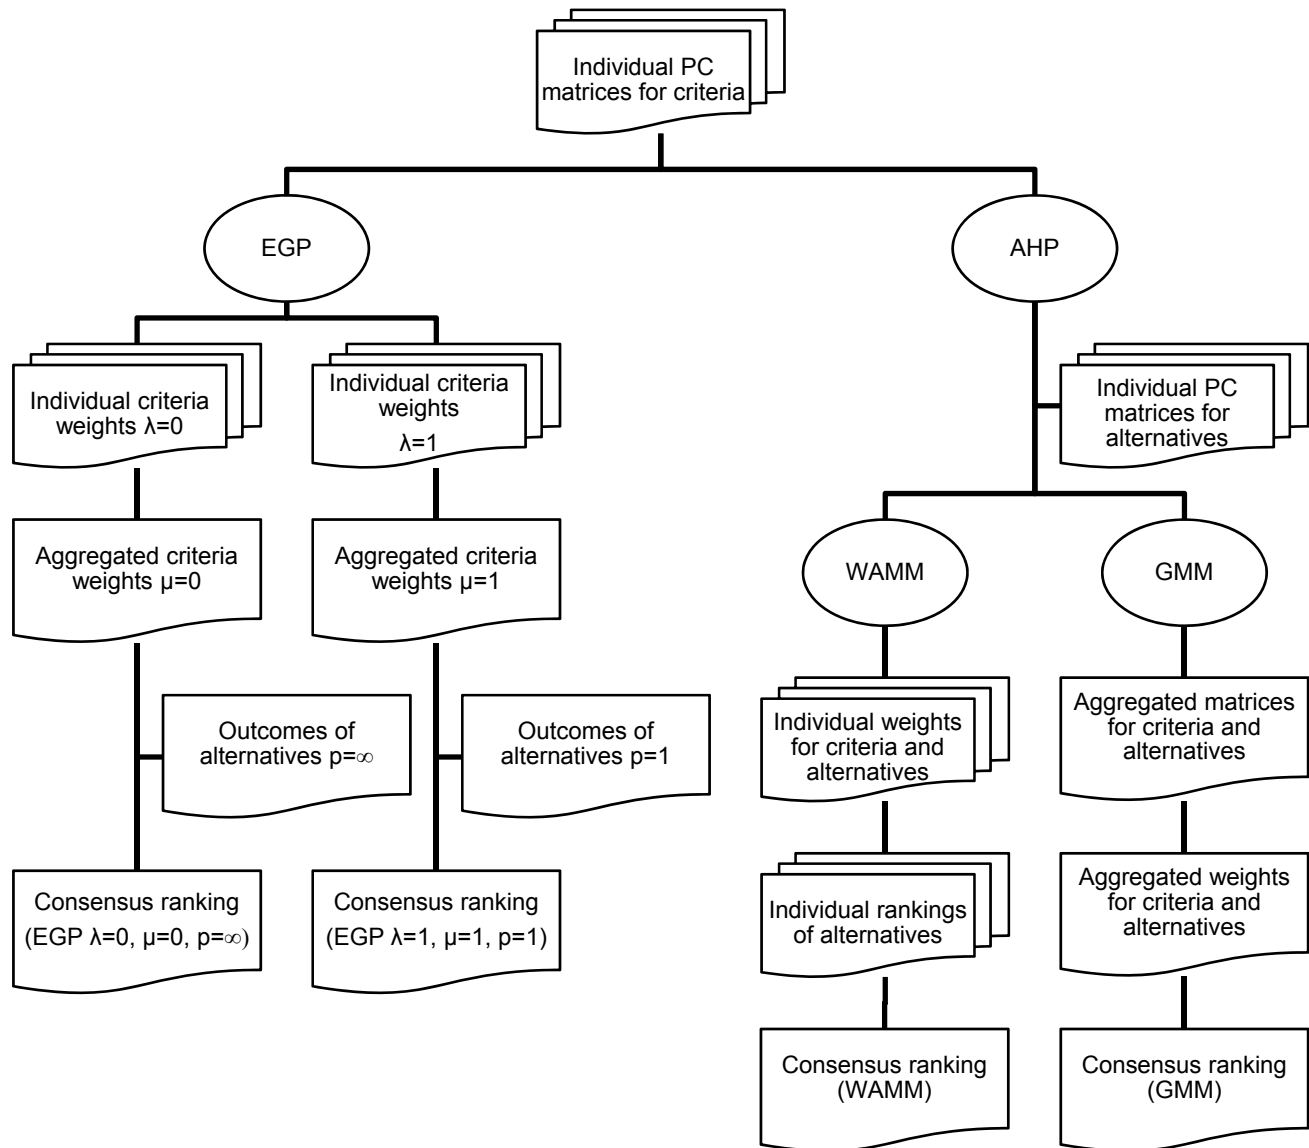 Individual PC
matrices for criteria
EGP
AHP
Individual criteria
weights λ=0
Individual criteria
weights
λ=1
Individual PC
matrices for
alternatives
Aggregated criteria
weights μ=0
Aggregated criteria
weights μ=1
WAMM
GMM
Outcomes of
alternatives p=∞
Outcomes of
alternatives p=1
Individual weights
for criteria and
alternatives
Aggregated matrices
for criteria and
alternatives
Consensus ranking
(EGP λ=0, μ=0, p=∞)
Consensus ranking
(EGP λ=1, μ=1, p=1)
Individual rankings
of alternatives
Aggregated weights
for criteria and
alternatives
Consensus ranking
(WAMM)
Consensus ranking
(GMM)